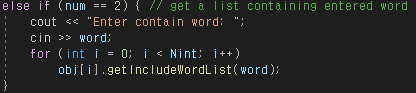 else if (num == 2) { // get a list containing entered word
cout << "Enter contain word: ";
cin >> word;
for (int i = 0; i < Nint; i++)
obj[i].getIncludeWordList(word);
}